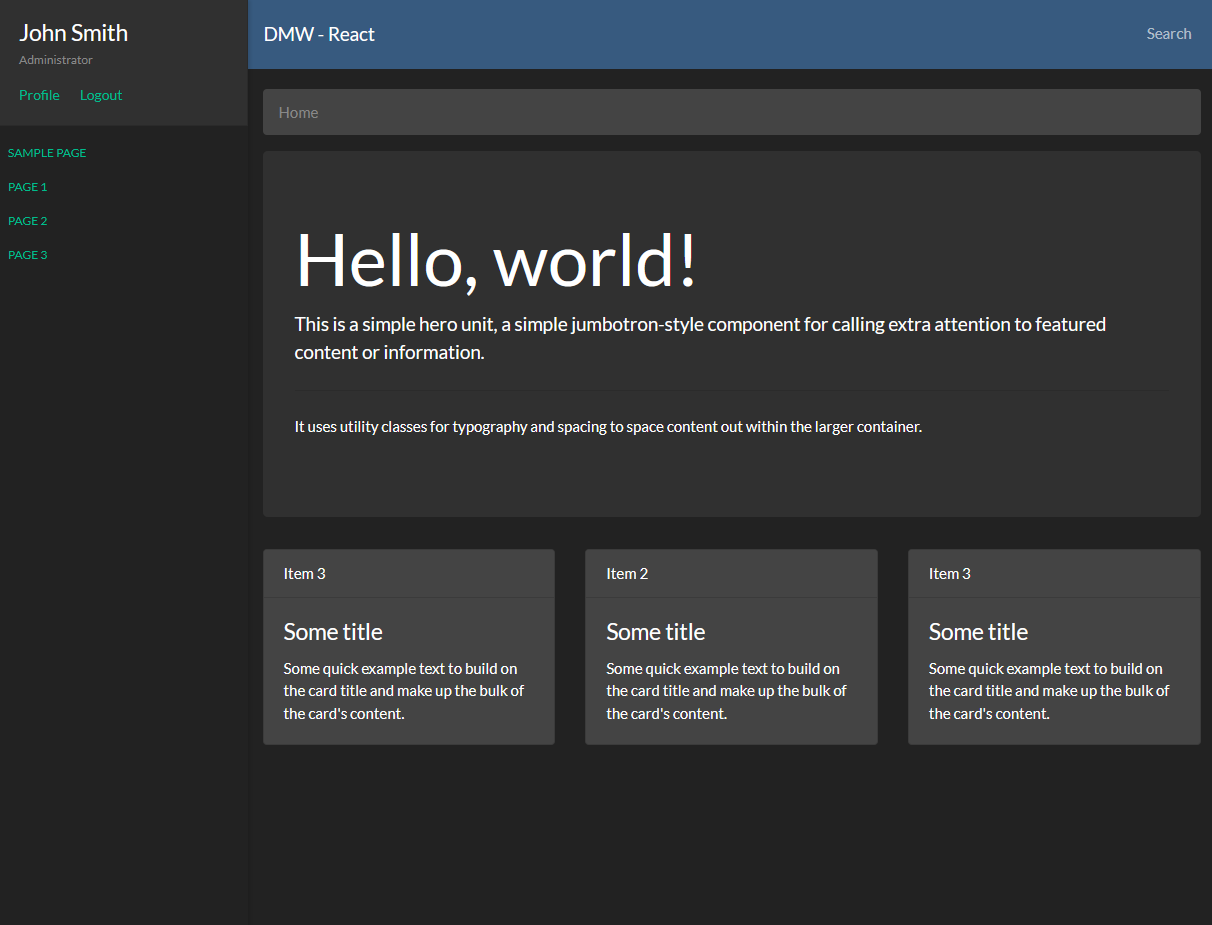 John Smith
Administrator
Profile Logout
SAMPLE PAGE
PAGE 1
PAGE 2
PAGE 3
DMW - React
Search
Home
Hello, world!
This is a simple hero unit, a simple jumbotron-style component for calling extra attention to featured
content or information.
It uses utility classes for typography and spacing to space content out within the larger container.
Item 3
Some title
Some quick example text to build on
the card title and make up the bulk of
the card's content.
Item 2
Some title
Some quick example text to build on
the card title and make up the bulk of
the card's content.
Item 3
Some title
Some quick example text to build on
the card title and make up the bulk of
the card's content.